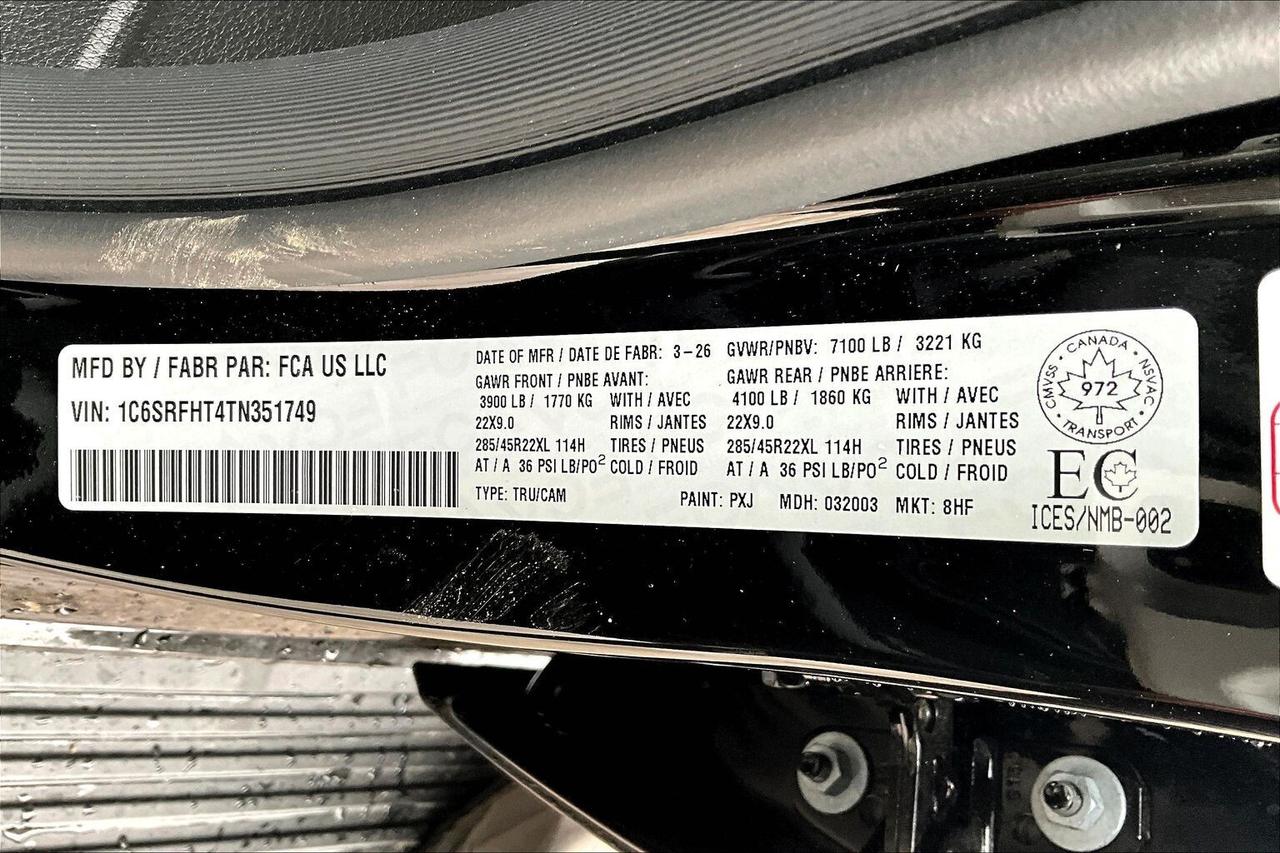 MFD BY / FABR PAR: FCA US LLC
VIN: 1C6SRFHT4TN351749
DATE OF MFR / DATE DE FABR: 3-26 GVWR/PNBV: 7100 LB / 3221 KG
GAWR FRONT / PNBE AVANT: GAWR REAR / PNBE ARRIERE:
3900 LB / 1770 KG WITH / AVEC 4100 LB / 1860 KG WITH / AVEC
22X9.0 RIMS / JANTES 22X9.0 RIMS / JANTES
285/45R22XL 114H TIRES / PNEUS 285/45R22XL 114H TIRES / PNEUS
AT / A 36 PSI LB/PO² COLD / FROID AT / A 36 PSI LB/PO² COLD / FROID
TYPE: TRU/CAM PAINT: PXJ MDH: 032003 MKT: 8HF
CANADA
CMVSS 972 NSVAC
TRANSPORT
EC
ICES/NMB-002